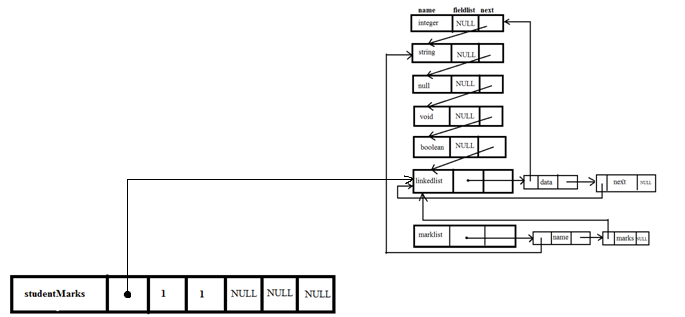 name fieldlist next
integer NULL
string NULL
null NULL
void NULL
boolean NULL
linkedlist
data
next NULL
marklist
name
marks NULL
studentMarks 1 1 NULL NULL NULL